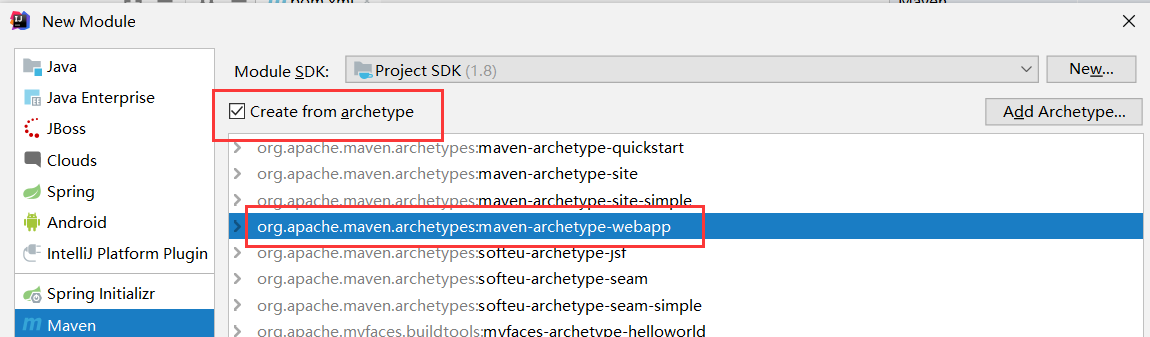 New Module
Java
Java Enterprise
JBoss
Clouds
Spring
Android
IntelliJ Platform Plugin
Spring Initializr
Maven
Module SDK: Project SDK (1.8) New...
Create from archetype Add Archetype...
org.apache.maven.archetypes:maven-archetype-quickstart
org.apache.maven.archetypes:maven-archetype-site
org.apache.maven.archetypes:maven-archetype-site-simple
org.apache.maven.archetypes:maven-archetype-webapp
org.apache.maven.archetypes:softeu-archetype-jsf
org.apache.maven.archetypes:softeu-archetype-seam
org.apache.maven.archetypes:softeu-archetype-seam-simple
org.apache.myfaces.buildtools:myfaces-archetype-helloworld